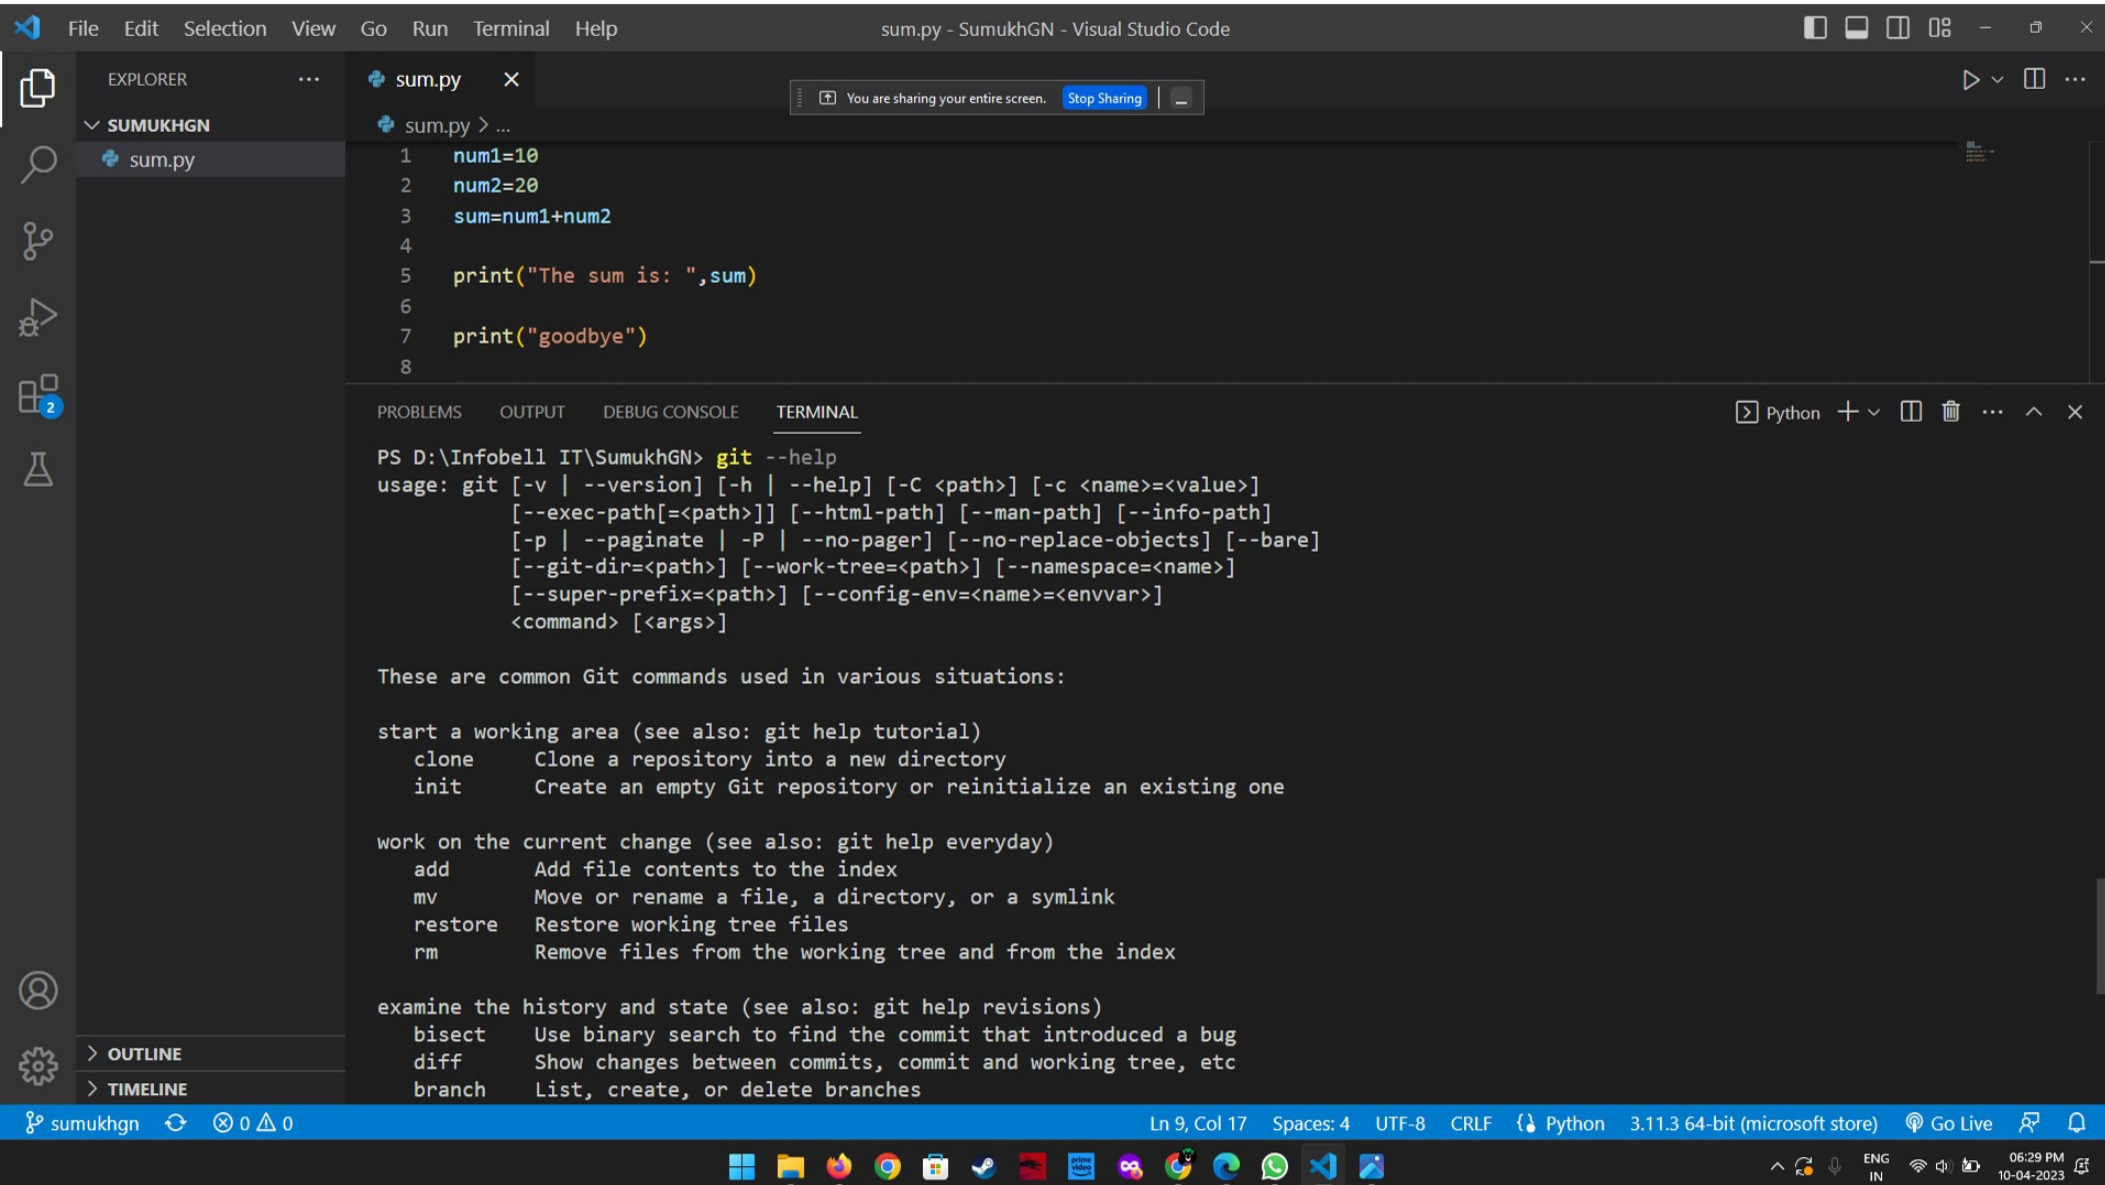 File Edit Selection View Go Run Terminal Help
sum.py - SumukhGN - Visual Studio Code
EXPLORER
sum.py
You are sharing your entire screen. Stop Sharing
SUMUKHGN
sum.py
sum.py > ...
1 num1=10
2 num2=20
3 sum=num1+num2
4
5 print("The sum is: ",sum)
6
7 print("goodbye")
8
2
PROBLEMS OUTPUT DEBUG CONSOLE TERMINAL
Python
PS D:\Infobell IT\SumukhGN> git --help
usage: git [-v | --version] [-h | --help] [-C <path>] [-c <name>=<value>]
[--exec-path[=<path>]] [--html-path] [--man-path] [--info-path]
[-p | --paginate | -P | --no-pager] [--no-replace-objects] [--bare]
[--git-dir=<path>] [--work-tree=<path>] [--namespace=<name>]
[--super-prefix=<path>] [--config-env=<name>=<envvar>]
<command> [<args>]
These are common Git commands used in various situations:
start a working area (see also: git help tutorial)
clone Clone a repository into a new directory
init Create an empty Git repository or reinitialize an existing one
work on the current change (see also: git help everyday)
add Add file contents to the index
mv Move or rename a file, a directory, or a symlink
restore Restore working tree files
rm Remove files from the working tree and from the index
examine the history and state (see also: git help revisions)
bisect Use binary search to find the commit that introduced a bug
diff Show changes between commits, commit and working tree, etc
branch List, create, or delete branches
OUTLINE
TIMELINE
sumukhgn 0 0
Ln 9, Col 17 Spaces: 4 UTF-8 CRLF Python 3.11.3 64-bit (microsoft store) Go Live
prime video
ENG
IN
06:29 PM
10-04-2023